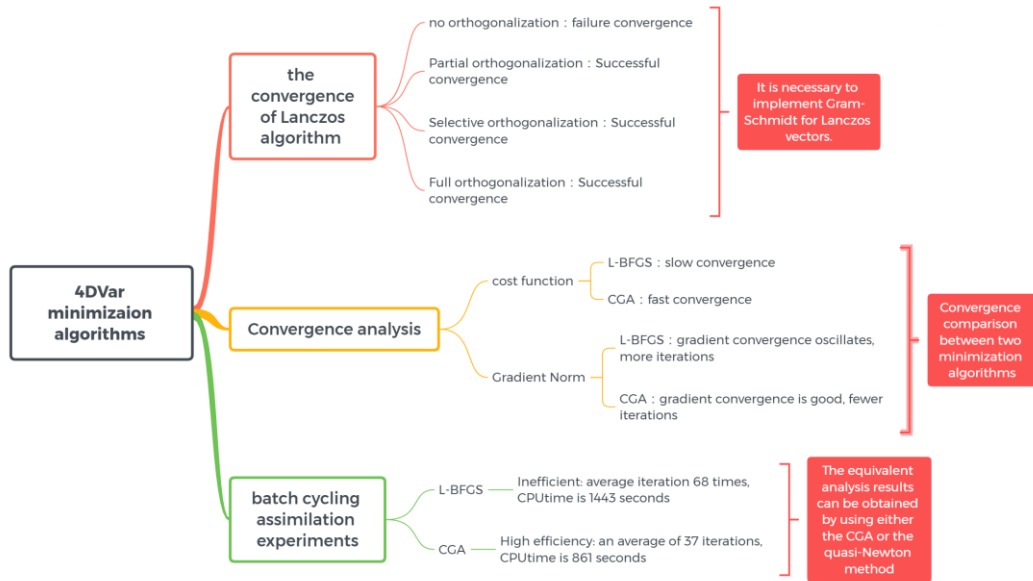 no orthogonalization：failure convergence
Partial orthogonalization：Successful
convergence
the
convergence
of Lanczos
algorithm
Selective orthogonalization：Successful
convergence
Full orthogonalization：Successful
convergence
It is necessary to
implement Gram-
Schmidt for Lanczos
vectors.
4DVar
minimizaion
algorithms
Convergence analysis
cost function
L-BFGS：slow convergence
CGA：fast convergence
Gradient Norm
L-BFGS：gradient convergence oscillates,
more iterations
CGA：gradient convergence is good, fewer
iterations
Convergence
comparison
between two
minimization
algorithms
batch cycling
assimilation
experiments
L-BFGS
Inefficient: average iteration 68 times,
CPUtime is 1443 seconds
CGA
High efficiency: an average of 37 iterations,
CPUtime is 861 seconds
The equivalent
analysis results
can be obtained
by using either
the CGA or the
quasi-Newton
method